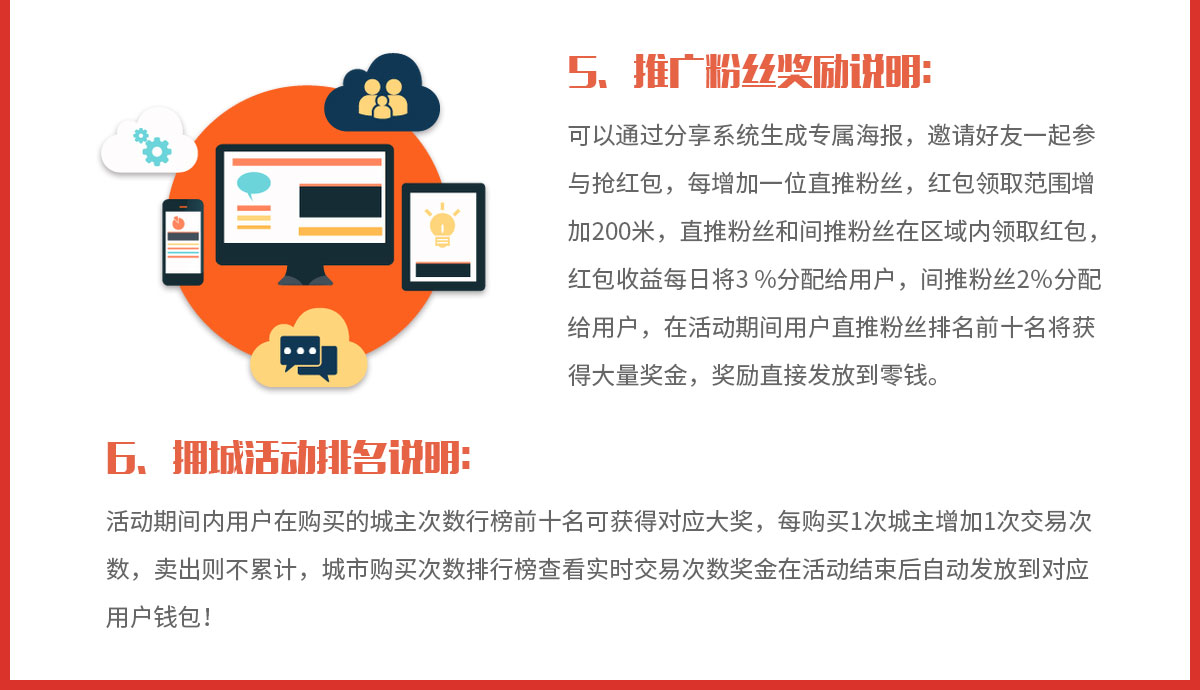 5、推广粉丝奖励说明:
可以通过分享系统生成专属海报，邀请好友一起参
与抢红包，每增加一位直推粉丝，红包领取范围增
加200米，直推粉丝和间推粉丝在区域内领取红包，
红包收益每日将3 %分配给用户，间推粉丝2%分配
给用户，在活动期间用户直推粉丝排名前十名将获
得大量奖金，奖励直接发放到零钱。
6、拥城活动排名说明:
活动期间内用户在购买的城主次数行榜前十名可获得对应大奖，每购买1次城主增加1次交易次
数，卖出则不累计，城市购买次数排行榜查看实时交易次数奖金在活动结束后自动发放到对应
用户钱包！